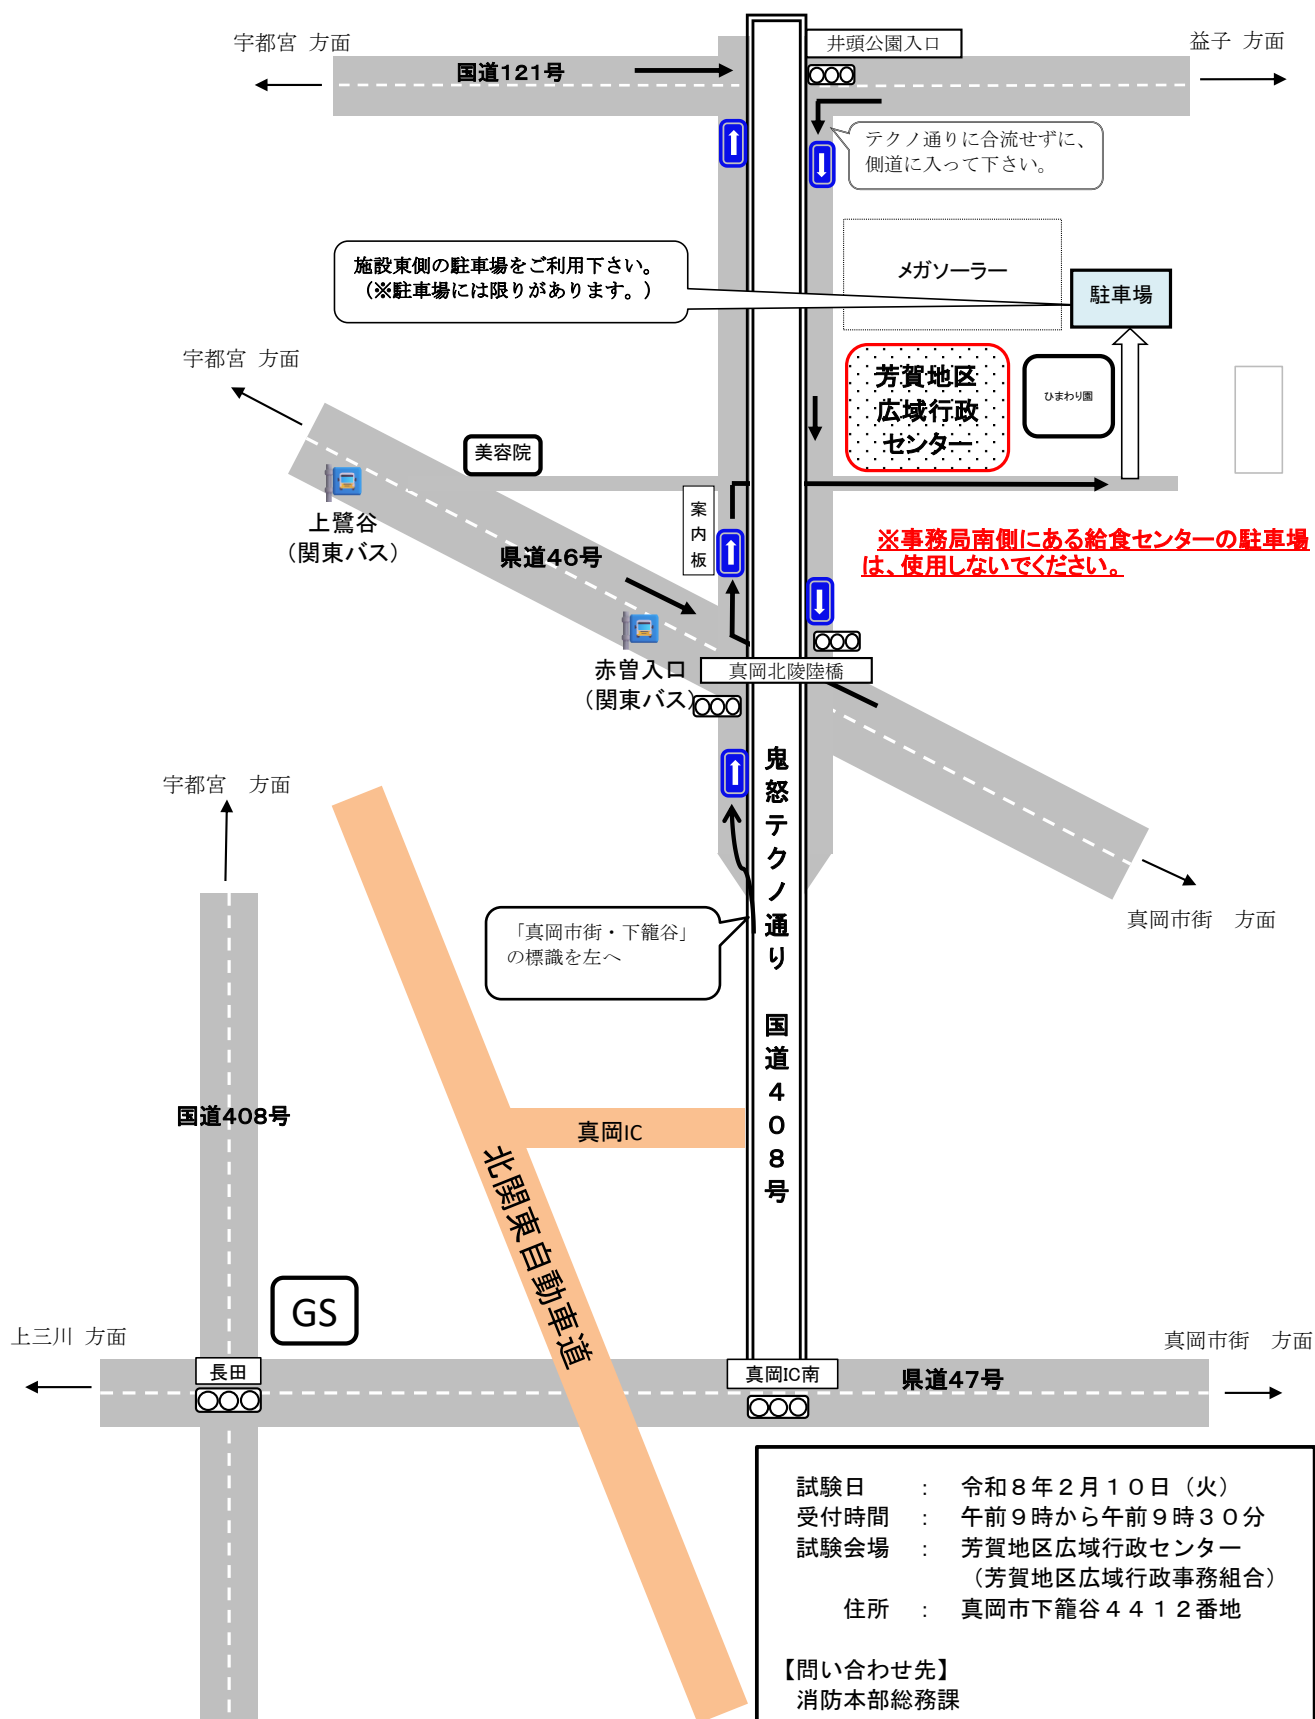 宇都宮 方面
井頭公園入口
益子 方面
国道121号
テクノ通りに合流せずに、
側道に入って下さい。
施設東側の駐車場をご利用下さい。
（※駐車場には限りがあります。）
メガソーラー
駐車場
宇都宮 方面
芳賀地区
広域行政
センター
ひまわり園
美容院
上鷺谷
（関東バス）
案内板
県道46号
※事務局南側にある給食センターの駐車場
は、使用しないでください。
赤曽入口
（関東バス）
真岡北陵陸橋
鬼怒テクノ通り 国道４０８号
宇都宮 方面
真岡市街 方面
「真岡市街・下籠谷」
の標識を左へ
国道408号
真岡IC
北関東自動車道
GS
上三川 方面
真岡市街 方面
長田
真岡IC南
県道47号
試験日 ： 令和８年２月１０日（火）
受付時間 ： 午前９時から午前９時３０分
試験会場 ： 芳賀地区広域行政センター
（芳賀地区広域行政事務組合）
住所 ： 真岡市下籠谷４４１２番地
【問い合わせ先】
消防本部総務課